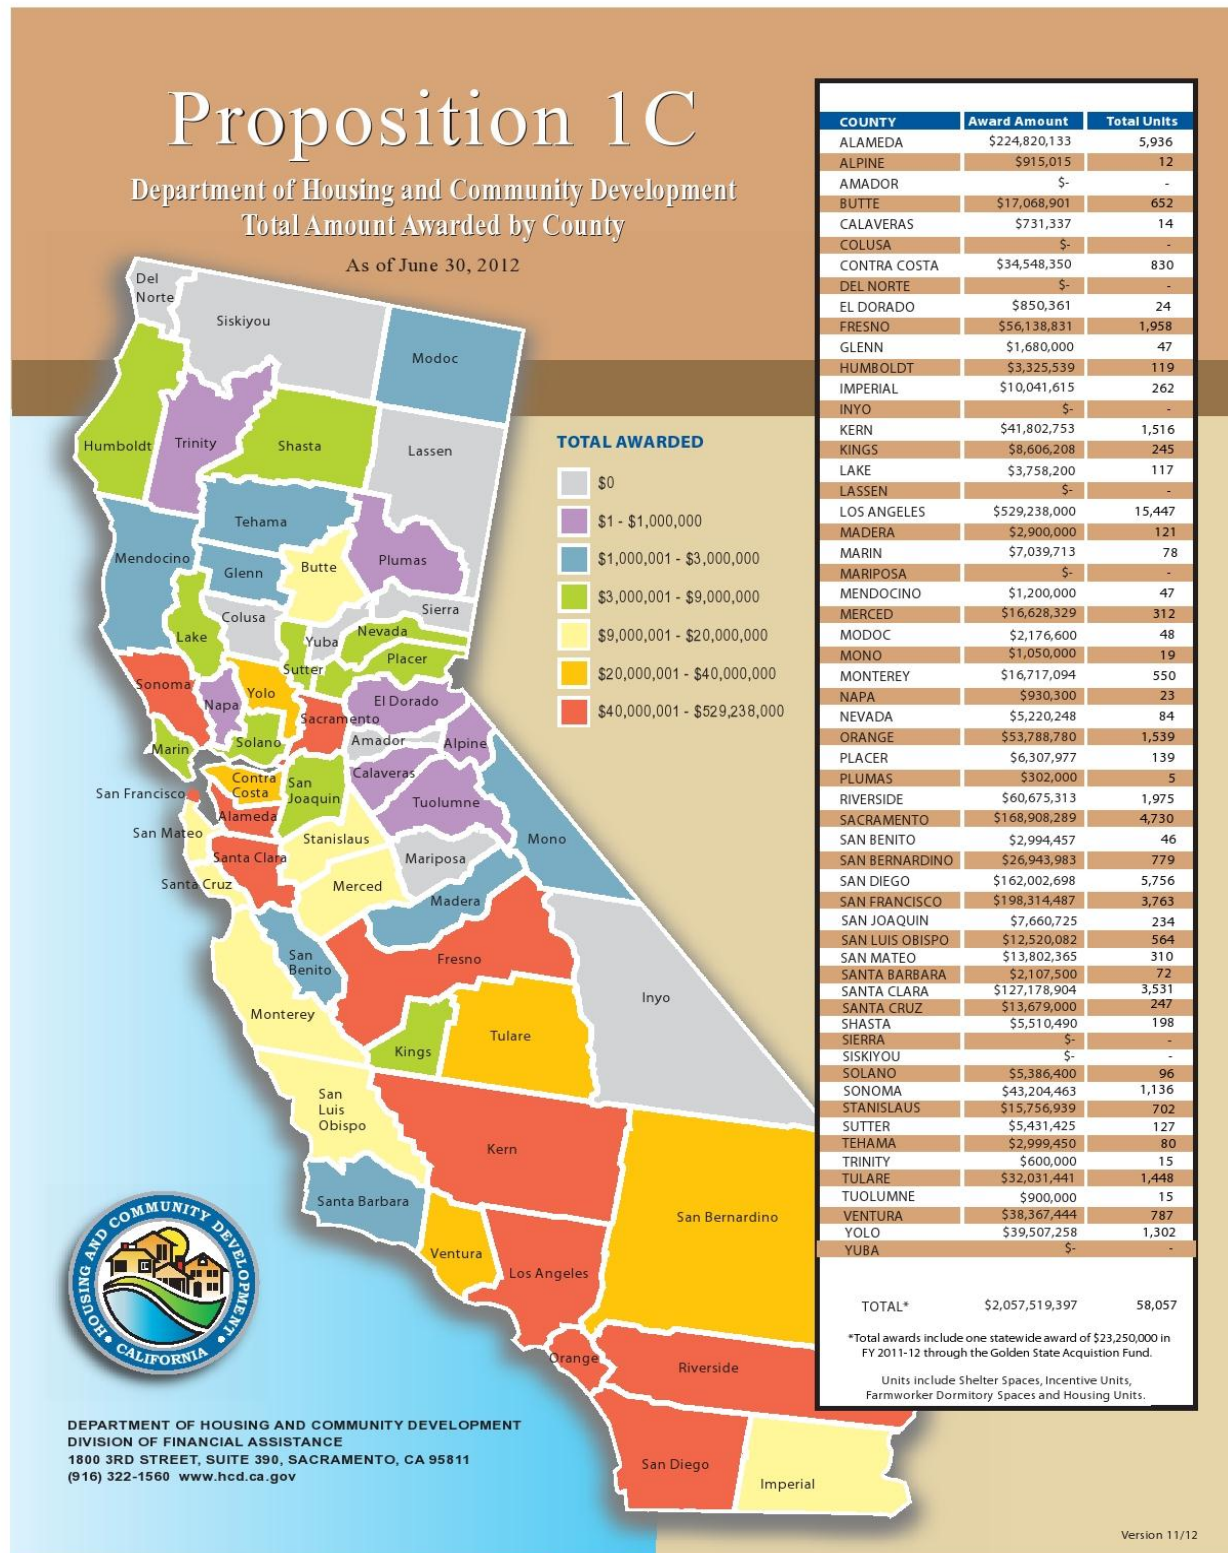 Proposition 1C
Department of Housing and Community Development
Total Amount Awarded by County
As of June 30, 2012
COUNTY Award Amount Total Units
ALAMEDA $224,820,133 5,936
ALPINE $915,015 12
AMADOR $- -
BUTTE $17,068,901 652
CALAVERAS $731,337 14
COLUSA $- -
CONTRA COSTA $34,548,350 830
DEL NORTE $- -
EL DORADO $850,361 24
FRESNO $56,138,831 1,958
GLENN $1,680,000 47
HUMBOLDT $3,325,539 119
IMPERIAL $10,041,615 262
INYO $- -
KERN $41,802,753 1,516
KINGS $8,606,208 245
LAKE $3,758,200 117
LASSEN $- -
LOS ANGELES $529,238,000 15,447
MADERA $2,900,000 121
MARIN $7,039,713 78
MARIPOSA $- -
MENDOCINO $1,200,000 47
MERCED $16,628,329 312
MODOC $2,176,600 48
MONO $1,050,000 19
MONTEREY $16,717,094 550
NAPA $930,300 23
NEVADA $5,220,248 84
ORANGE $53,788,780 1,539
PLACER $6,307,977 139
PLUMAS $302,000 5
RIVERSIDE $60,675,313 1,975
SACRAMENTO $168,908,289 4,730
SAN BENITO $2,994,457 46
SAN BERNARDINO $26,943,983 779
SAN DIEGO $162,002,698 5,756
SAN FRANCISCO $198,314,487 3,763
SAN JOAQUIN $7,660,725 234
SAN LUIS OBISPO $12,520,082 564
SAN MATEO $13,802,365 310
SANTA BARBARA $2,107,500 72
SANTA CLARA $127,178,904 3,531
SANTA CRUZ $13,679,000 247
SHASTA $5,510,490 198
SIERRA $- -
SISKIYOU $- -
SOLANO $5,386,400 96
SONOMA $43,204,463 1,136
STANISLAUS $15,756,939 702
SUTTER $5,431,425 127
TEHAMA $2,999,450 80
TRINITY $600,000 15
TULARE $32,031,441 1,448
TUOLUMNE $900,000 15
VENTURA $38,367,444 787
YOLO $39,507,258 1,302
YUBA $- -
TOTAL* $2,057,519,397 58,057
*Total awards include one statewide award of $23,250,000 in
FY 2011-12 through the Golden State Acquistion Fund.
Units include Shelter Spaces, Incentive Units,
Farmworker Dormitory Spaces and Housing Units.
TOTAL AWARDED
$0
$1 - $1,000,000
$1,000,001 - $3,000,000
$3,000,001 - $9,000,000
$9,000,001 - $20,000,000
$20,000,001 - $40,000,000
$40,000,001 - $529,238,000
Del
Norte
Siskiyou
Modoc
Humboldt
Trinity
Shasta
Lassen
Tehama
Mendocino
Glenn
Butte
Plumas
Colusa
Sierra
Lake
Yuba
Nevada
Sutter
Placer
Sonoma
Napa
Yolo
El Dorado
Sacramento
Marin
Solano
Amador
Alpine
Contra
Costa
San
Joaquin
Calaveras
San Francisco
Alameda
Tuolumne
San Mateo
Stanislaus
Mono
Santa Clara
Mariposa
Santa Cruz
Merced
Madera
San
Benito
Fresno
Inyo
Monterey
Tulare
Kings
San
Luis
Obispo
Kern
Santa Barbara
San Bernardino
Ventura
Los Angeles
Orange
Riverside
San Diego
Imperial
HOUSING AND COMMUNITY DEVELOPMENT
CALIFORNIA
DEPARTMENT OF HOUSING AND COMMUNITY DEVELOPMENT
DIVISION OF FINANCIAL ASSISTANCE
1800 3RD STREET, SUITE 390, SACRAMENTO, CA 95811
(916) 322-1560 www.hcd.ca.gov
Version 11/12